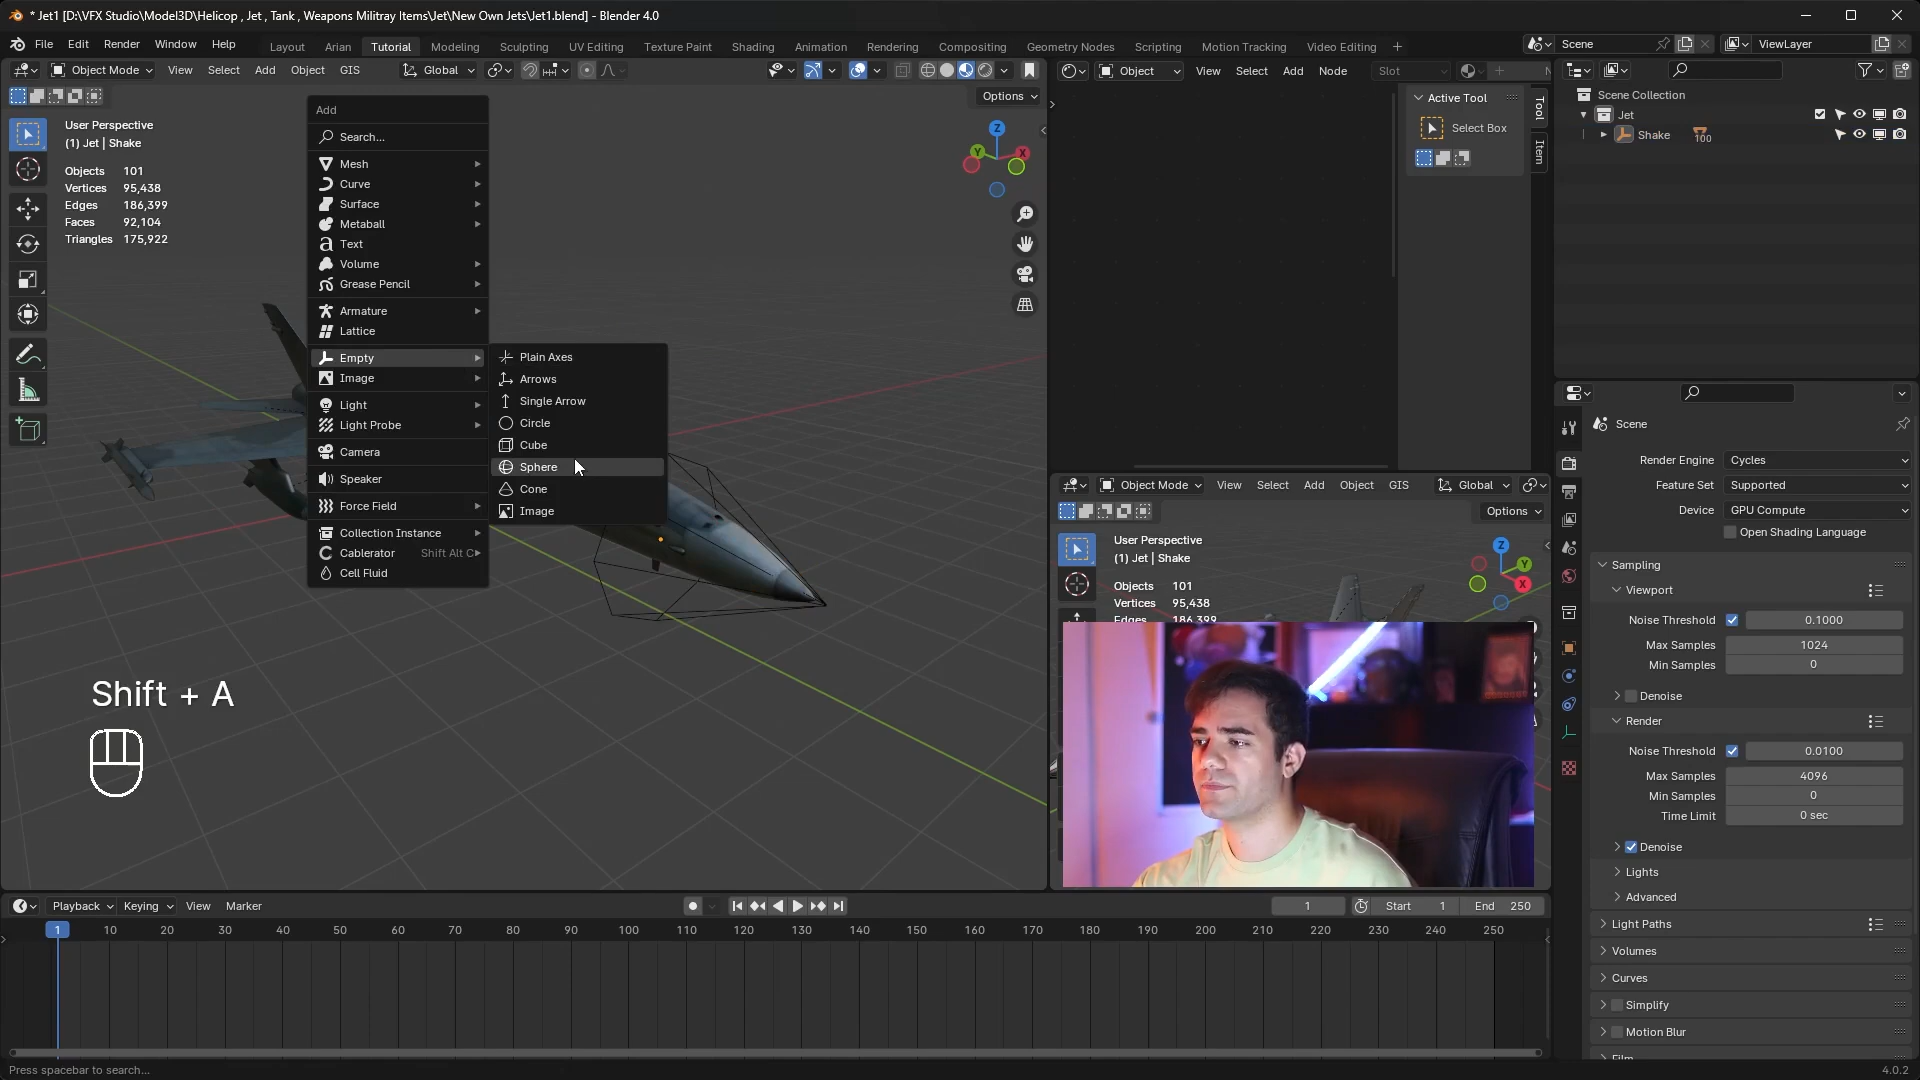 * Jet1 [D:\VFX Studio\Model3D\Helicop , Jet , Tank , Weapons Militray Items\Jet\New Own Jets\Jet1.blend] - Blender 4.0
File Edit Render Window Help
Layout Arian Tutorial Modeling Sculpting UV Editing Texture Paint Shading Animation Rendering Compositing Geometry Nodes Scripting Motion Tracking Video Editing +
Scene
ViewLayer
Object Mode View Select Add Object GIS Global
Options
User Perspective
(1) Jet | Shake
Objects 101
Vertices 95,438
Edges 186,399
Faces 92,104
Triangles 175,922
Z
Y
X
Add
Search...
Mesh
Curve
Surface
Metaball
Text
Volume
Grease Pencil
Armature
Lattice
Empty
Image
Light
Light Probe
Camera
Speaker
Force Field
Collection Instance
Cablerator Shift Alt C
Cell Fluid
Plain Axes
Arrows
Single Arrow
Circle
Cube
Sphere
Cone
Image
Shift + A
Object View Select Add Node Slot
Active Tool
Select Box
Tool
Item
Object Mode View Select Add Object GIS Global
Options
User Perspective
(1) Jet | Shake
Objects 101
Vertices 95,438
Edges 186,399
Z
Y
X
Scene Collection
Jet
Shake 100
Scene
Render Engine Cycles
Feature Set Supported
Device GPU Compute
Open Shading Language
Sampling
Viewport
Noise Threshold 0.1000
Max Samples 1024
Min Samples 0
Denoise
Render
Noise Threshold 0.0100
Max Samples 4096
Min Samples 0
Time Limit 0 sec
Denoise
Lights
Advanced
Light Paths
Volumes
Curves
Simplify
Motion Blur
Film
Playback Keying View Marker
1 Start 1 End 250
1 10 20 30 40 50 60 70 80 90 100 110 120 130 140 150 160 170 180 190 200 210 220 230 240 250
Press spacebar to search...
4.0.2